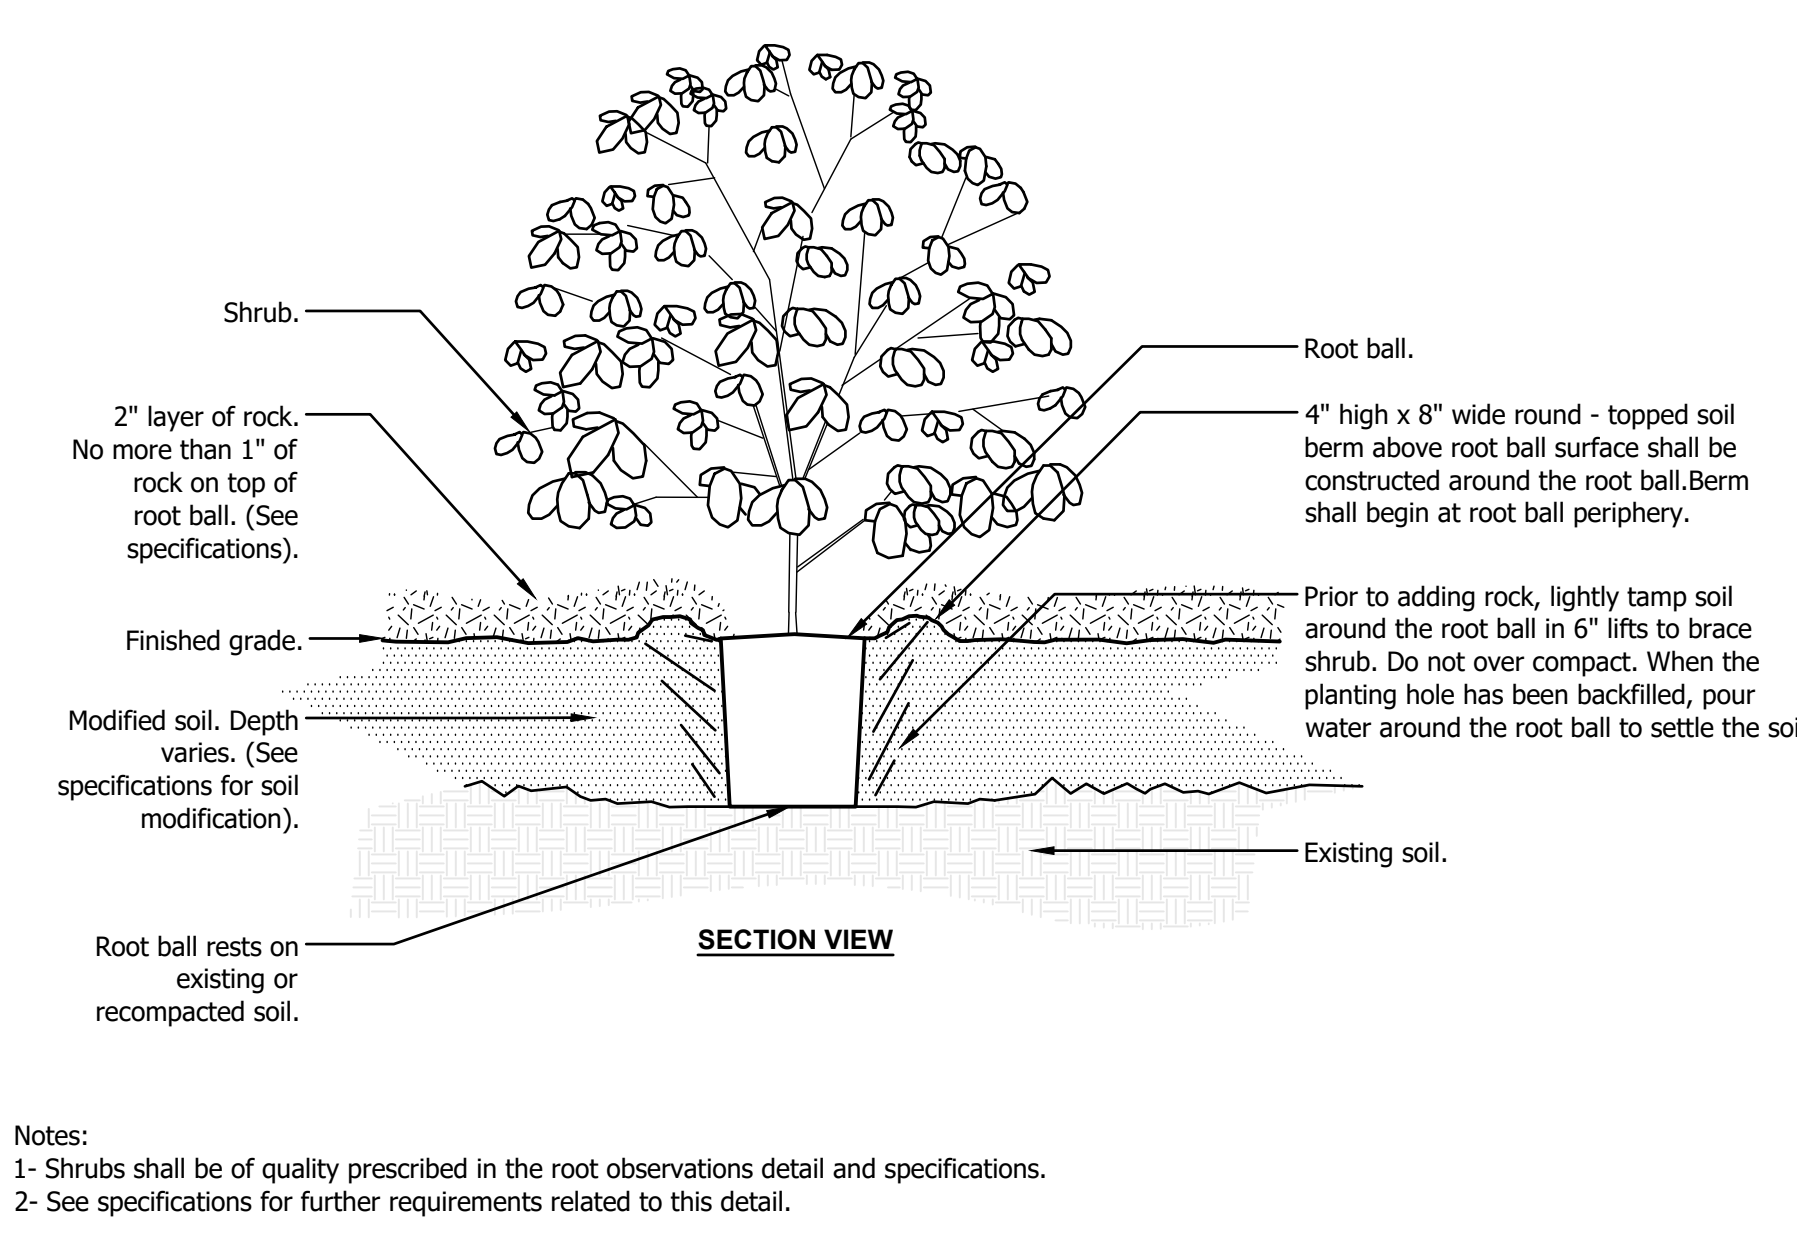 Shrub.
2" layer of rock.
No more than 1" of
rock on top of
root ball. (See
specifications).
Finished grade.
Modified soil. Depth
varies. (See
specifications for soil
modification).
Root ball rests on
existing or
recompacted soil.
Root ball.
4" high x 8" wide round - topped soil
berm above root ball surface shall be
constructed around the root ball.Berm
shall begin at root ball periphery.
Prior to adding rock, lightly tamp soil
around the root ball in 6" lifts to brace
shrub. Do not over compact. When the
planting hole has been backfilled, pour
water around the root ball to settle the
Existing soil.
SECTION VIEW
Notes:
1- Shrubs shall be of quality prescribed in the root observations detail and specifications.
2- See specifications for further requirements related to this detail.